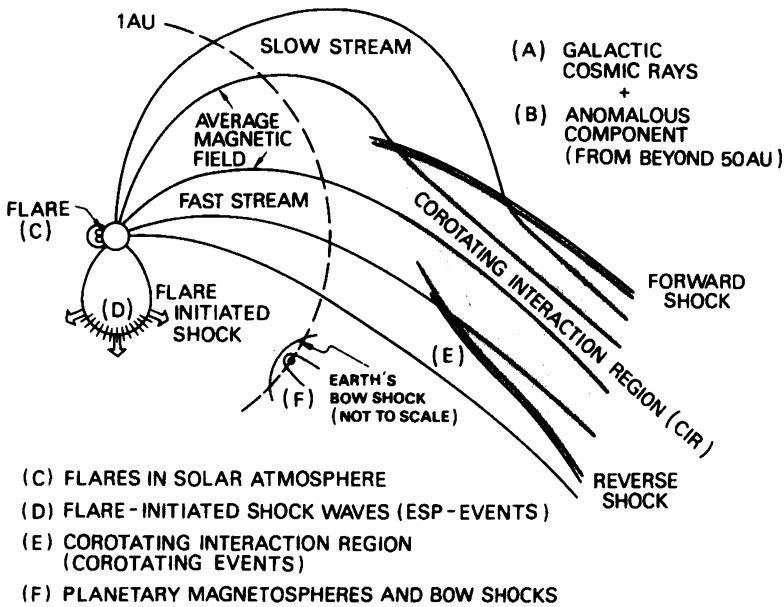 1AU
SLOW STREAM
(A) GALACTIC
COSMIC RAYS
+
(B) ANOMALOUS
COMPONENT
(FROM BEYOND 50AU)
AVERAGE
MAGNETIC
FIELD
FAST STREAM
FLARE
(C)
COROTATING INTERACTION REGION (CIR)
FORWARD
SHOCK
(D)
FLARE
INITIATED
SHOCK
(E)
(F)
EARTH'S
BOW SHOCK
(NOT TO SCALE)
REVERSE
SHOCK
(C) FLARES IN SOLAR ATMOSPHERE
(D) FLARE-INITIATED SHOCK WAVES (ESP-EVENTS)
(E) COROTATING INTERACTION REGION
(COROTATING EVENTS)
(F) PLANETARY MAGNETOSPHERES AND BOW SHOCKS